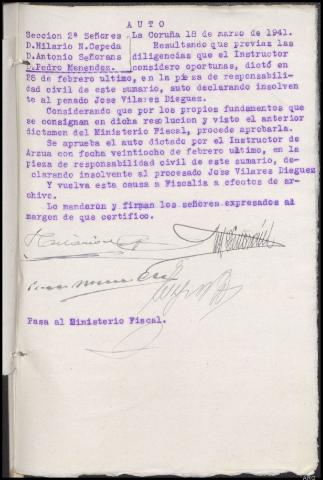 A U T O
Seccion 2ª Señores La Coruña 18 de marzo de 1941.
D.Hilario N.Cepeda Resultando que previas las
D.Antonio Señorans diligencias que el Instructor
D.Pedro Menendez. considero oportunas, dictó en
28 de febrero ultimo, en la pieza de responsabili-
dad civil de este sumario, auto declarando insolven
te al penado Jose Vilares Dieguez.
Considerando que por los propios fundamentos que
se consignan en dicha resolucion y visto el anterior
dictamen del Ministerio Fiscal, procede aprobarla.
Se aprueba el auto dictado por el Instructor de
Arzua con fecha veintiocho de febrero ultimo, en la
pieza de responsabilidad civil de este sumario, de-
clarando insolvente al procesado Jose Vilares Dieguez
Y vuelva esta causa a Fiscalia a efectos de ar-
chivo.
Lo mandaron y firman los señores expresados al
margen de que certifico.
Pasa al Ministerio Fiscal.